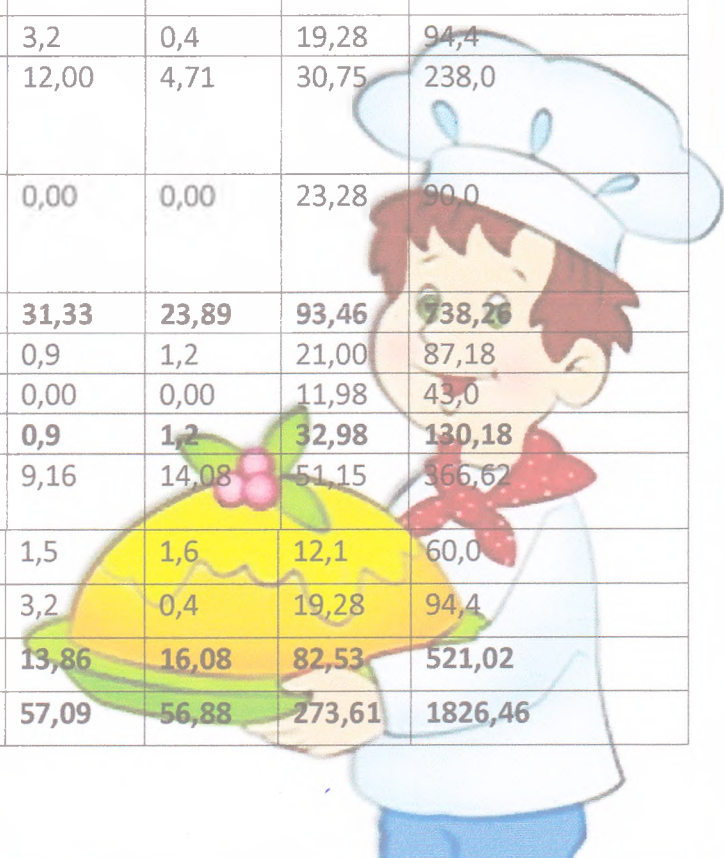 3,2 0,4 19,28 94,4
12,00 4,71 30,75 238,0
0,00 0,00 23,28 90,0
31,33 23,89 93,46 738,26
0,9 1,2 21,00 87,18
0,00 0,00 11,98 43,0
0,9 1,2 32,98 130,18
9,16 14,08 51,15 366,62
1,5 1,6 12,1 60,0
3,2 0,4 19,28 94,4
13,86 16,08 82,53 521,02
57,09 56,88 273,61 1826,46